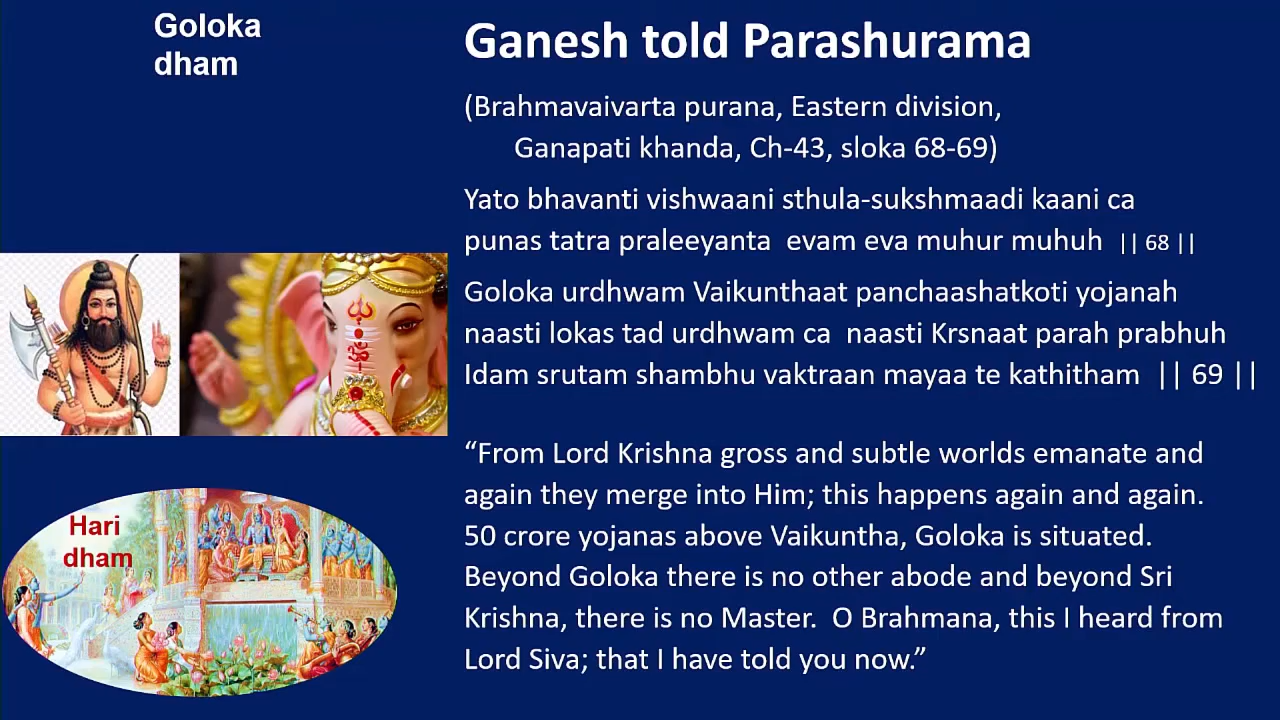 Goloka
dham
Ganesh told Parashurama
(Brahmavaivarta purana, Eastern division,
Ganapati khanda, Ch-43, sloka 68-69)
Yato bhavanti vishwaani sthula-sukshmaadi kaani ca
punas tatra praleeyanta evam eva muhur muhuh || 68 ||
Goloka urdhwam Vaikunthaat panchaashatkoti yojanah
naasti lokas tad urdhwam ca naasti Krsnaat parah prabhuh
Idam srutam shambhu vaktraan mayaa te kathitham || 69 ||
“From Lord Krishna gross and subtle worlds emanate and
again they merge into Him; this happens again and again.
50 crore yojanas above Vaikuntha, Goloka is situated.
Beyond Goloka there is no other abode and beyond Sri
Krishna, there is no Master. O Brahmana, this I heard from
Lord Siva; that I have told you now.”
Hari
dham